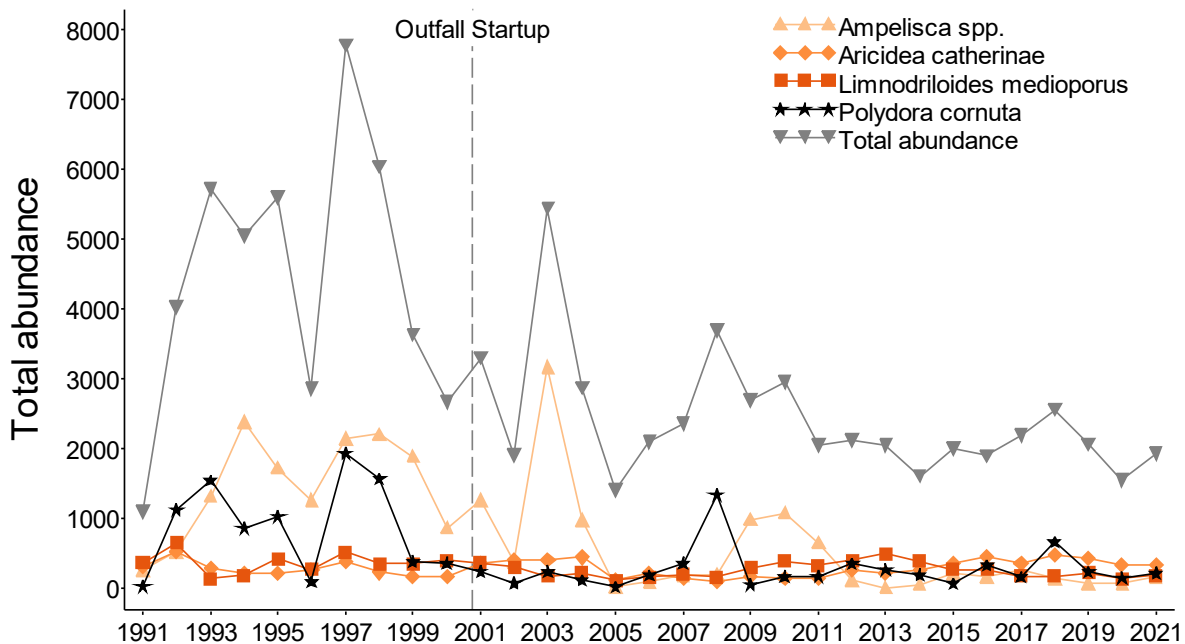 Outfall Startup
Ampelisca spp.
Aricidea catherinae
Limnodriloides medioporus
Polydora cornuta
Total abundance
Total abundance
8000
7000
6000
5000
4000
3000
2000
1000
0
1991 1993 1995 1997 1999 2001 2003 2005 2007 2009 2011 2013 2015 2017 2019 2021